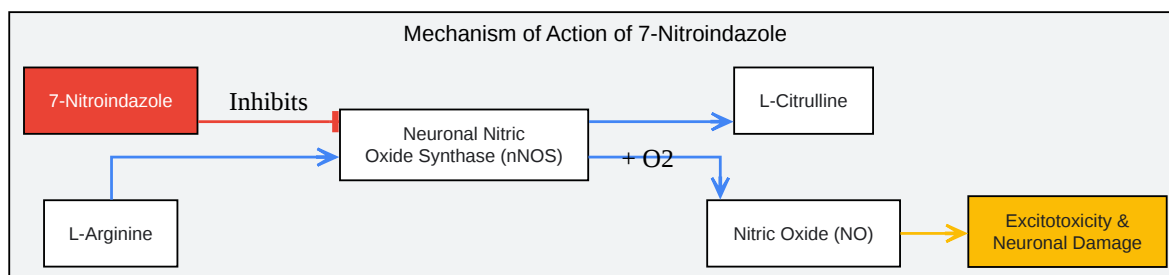 Mechanism of Action of 7-Nitroindazole
7-Nitroindazole
Inhibits
L-Citrulline
Neuronal Nitric
Oxide Synthase (nNOS)
+ O2
L-Arginine
Nitric Oxide (NO)
Excitotoxicity &
Neuronal Damage